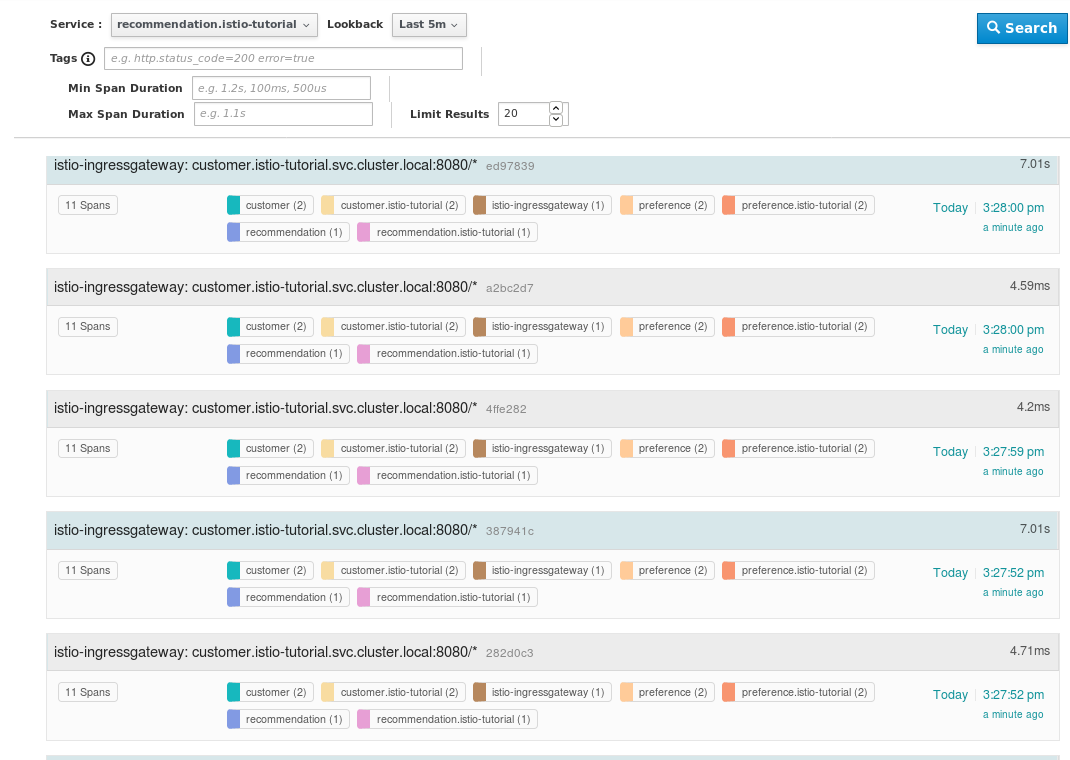 Service : recommendation.istio-tutorial Lookback Last 5m Search
Tags e.g. http.status_code=200 error=true
Min Span Duration e.g. 1.2s, 100ms, 500us
Max Span Duration e.g. 1.1s Limit Results 20
istio-ingressgateway: customer.istio-tutorial.svc.cluster.local:8080/* ed97839 7.01s
11 Spans customer (2) customer.istio-tutorial (2) istio-ingressgateway (1) preference (2) preference.istio-tutorial (2) Today 3:28:00 pm
recommendation (1) recommendation.istio-tutorial (1) a minute ago
istio-ingressgateway: customer.istio-tutorial.svc.cluster.local:8080/* a2bc2d7 4.59ms
11 Spans customer (2) customer.istio-tutorial (2) istio-ingressgateway (1) preference (2) preference.istio-tutorial (2) Today 3:28:00 pm
recommendation (1) recommendation.istio-tutorial (1) a minute ago
istio-ingressgateway: customer.istio-tutorial.svc.cluster.local:8080/* 4ffe282 4.2ms
11 Spans customer (2) customer.istio-tutorial (2) istio-ingressgateway (1) preference (2) preference.istio-tutorial (2) Today 3:27:59 pm
recommendation (1) recommendation.istio-tutorial (1) a minute ago
istio-ingressgateway: customer.istio-tutorial.svc.cluster.local:8080/* 387941c 7.01s
11 Spans customer (2) customer.istio-tutorial (2) istio-ingressgateway (1) preference (2) preference.istio-tutorial (2) Today 3:27:52 pm
recommendation (1) recommendation.istio-tutorial (1) a minute ago
istio-ingressgateway: customer.istio-tutorial.svc.cluster.local:8080/* 282d0c3 4.71ms
11 Spans customer (2) customer.istio-tutorial (2) istio-ingressgateway (1) preference (2) preference.istio-tutorial (2) Today 3:27:52 pm
recommendation (1) recommendation.istio-tutorial (1) a minute ago